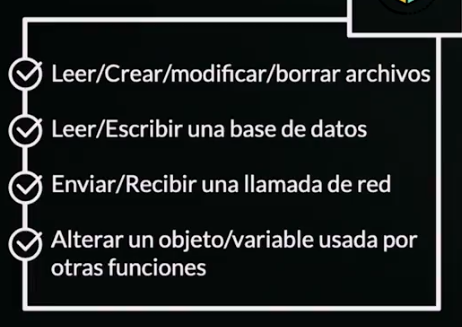 Leer/Crear/modificar/borrar archivos
Leer/Escribir una base de datos
Enviar/Recibir una llamada de red
Alterar un objeto/variable usada por
otras funciones